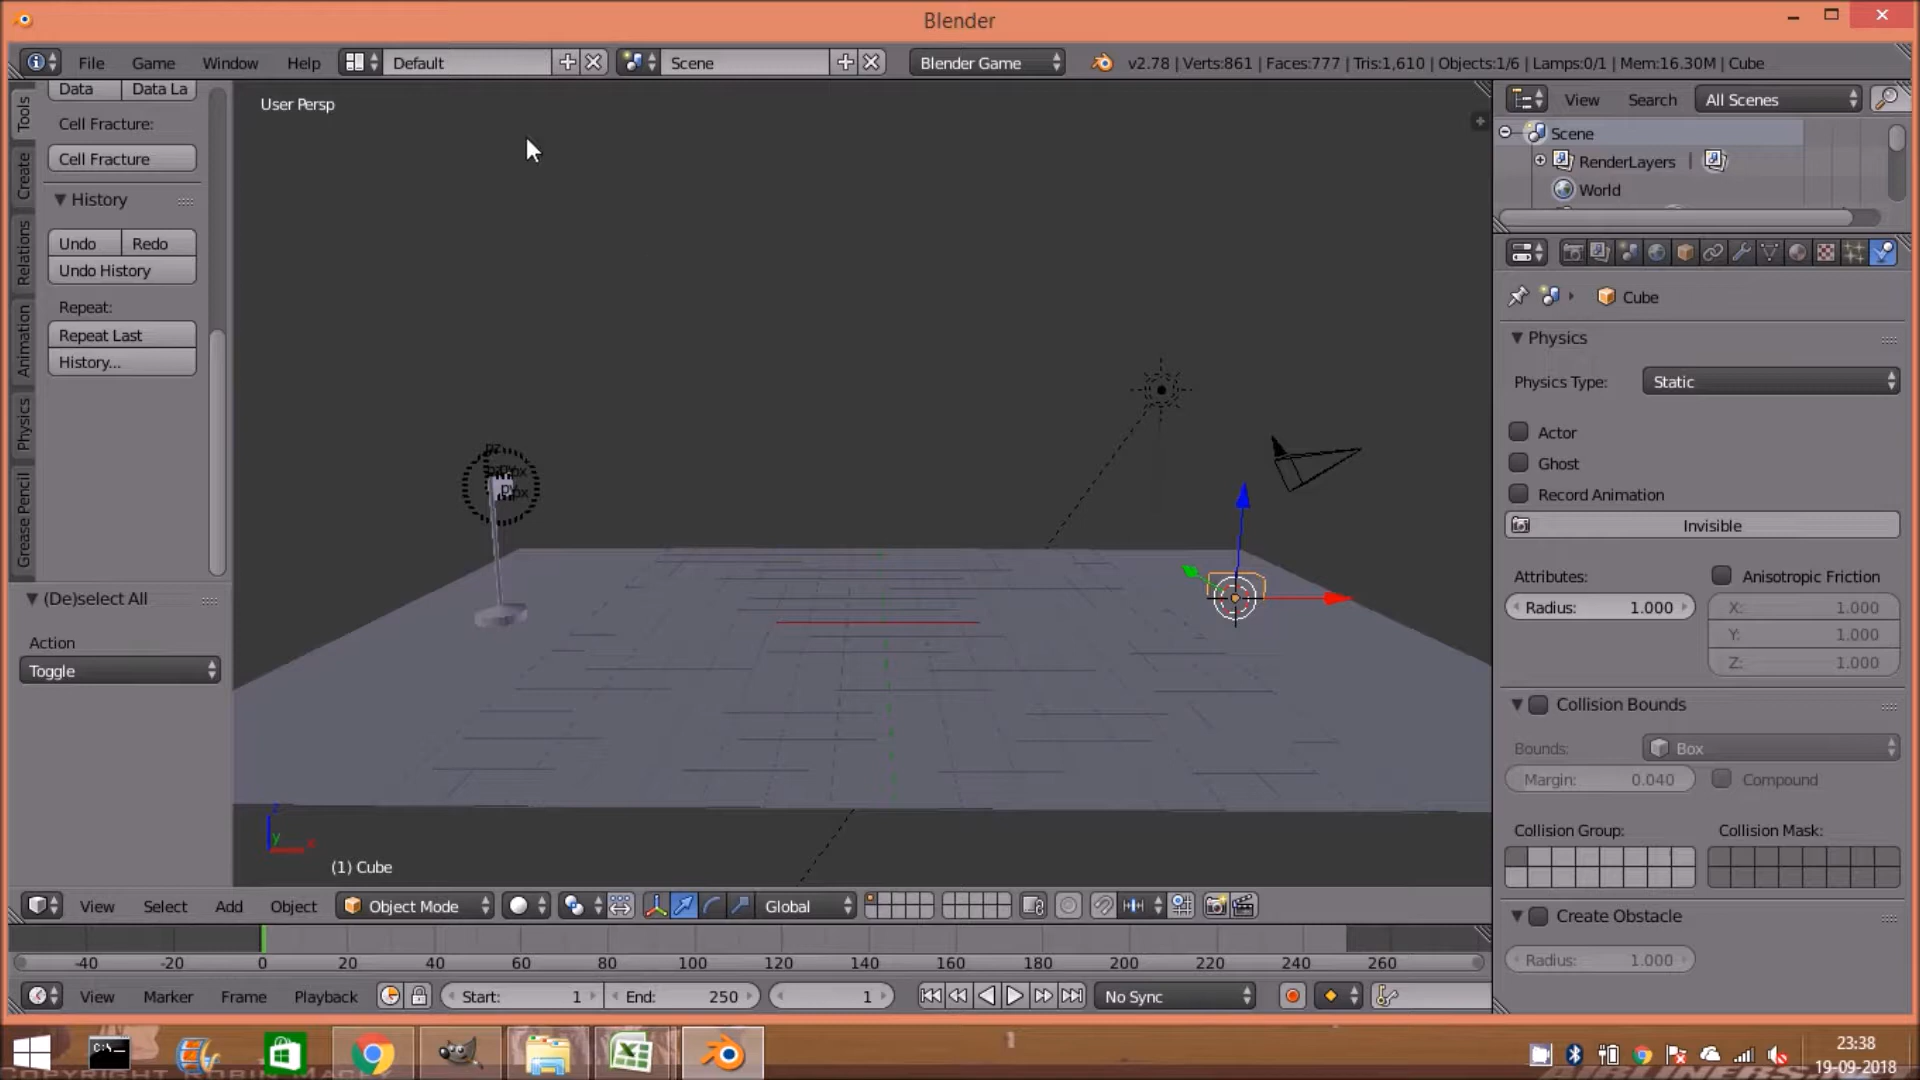 Blender
File Game Window Help Default Scene Blender Game v2.78 | Verts:861 | Faces:777 | Tris:1,610 | Objects:1/6 | Lamps:0/1 | Mem:16.30M | Cube
Data Data La
Cell Fracture:
Cell Fracture
History
Undo Redo
Undo History
Repeat:
Repeat Last
History...
Tools
Create
Relations
Animation
Physics
Grease Pencil
(De)select All
Action
Toggle
User Persp
pz
px
py
px
z
y
x
(1) Cube
View Select Add Object Object Mode Global
-40 -20 0 20 40 60 80 100 120 140 160 180 200 220 240 260
View Marker Frame Playback Start: 1 End: 250 1 No Sync
View Search All Scenes
Scene
RenderLayers |
World
Cube
Physics
Physics Type: Static
Actor
Ghost
Record Animation
Invisible
Attributes: Anisotropic Friction
Radius: 1.000 X: 1.000
Y: 1.000
Z: 1.000
Collision Bounds
Bounds: Box
Margin: 0.040 Compound
Collision Group: Collision Mask:
Create Obstacle
Radius: 1.000
C:\_
23:38
19-09-2018
COPYRIGHT ROBIN
AIRLINERS.